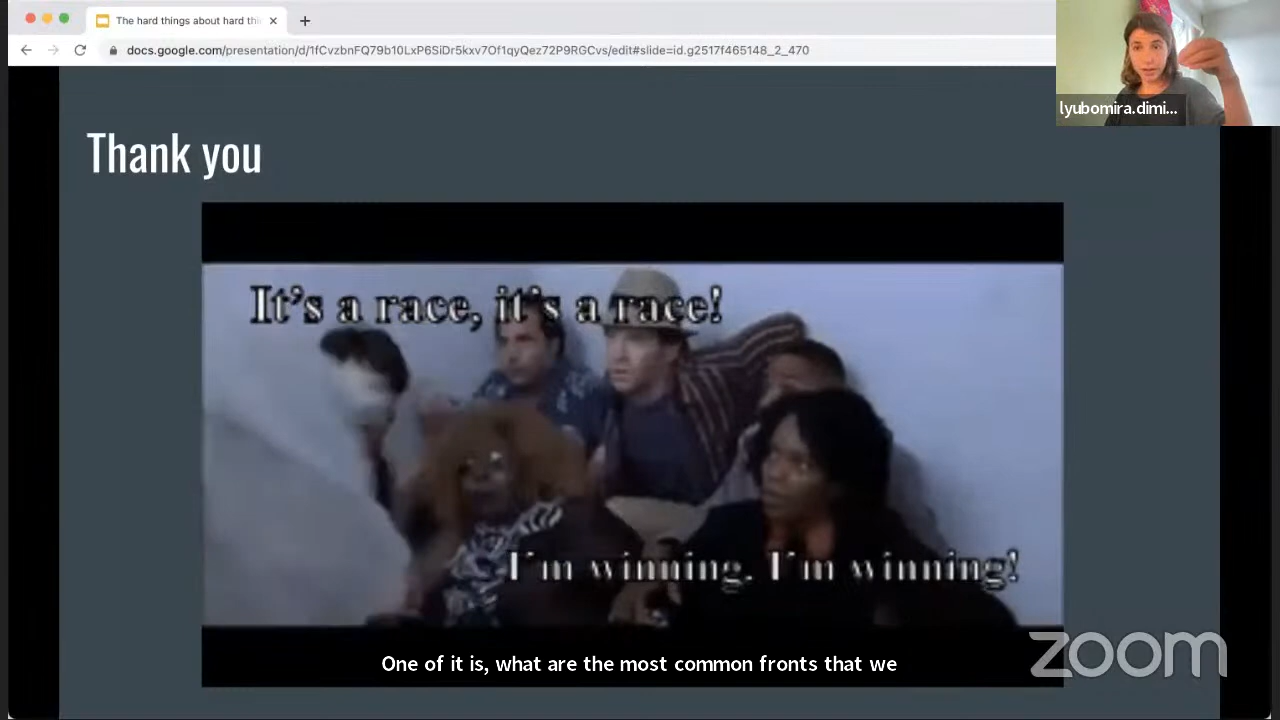 The hard things about hard thi
docs.google.com/presentation/d/1fCvzbnFQ79b10LxP6SiDr5kxv7Of1qyQez72P9RGCvs/edit#slide=id.g2517f465148_2_470
lyubomira.dimi...
Thank you
It's a race, it's a race!
I'm winning. I'm winning!
One of it is, what are the most common fronts that we
zoom